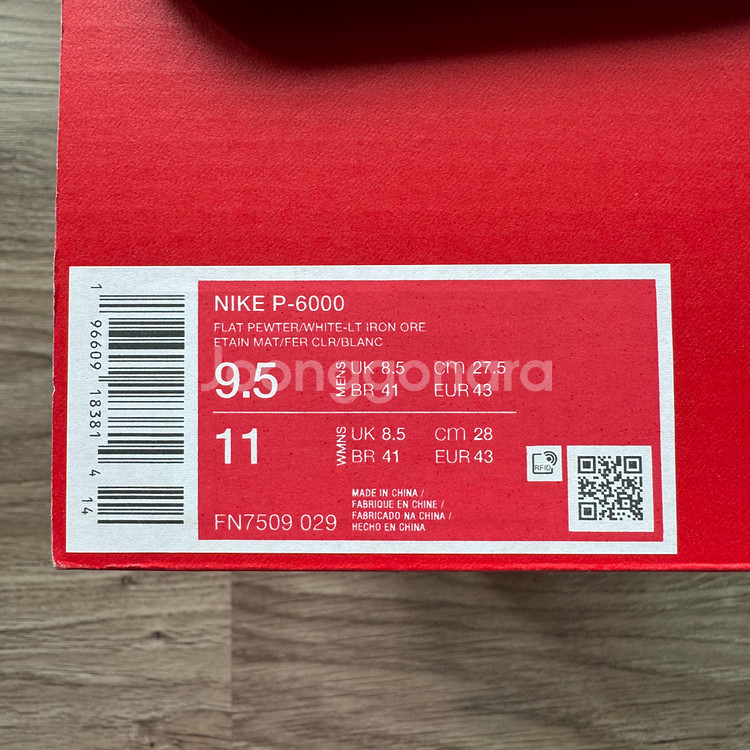 NIKE P-6000
FLAT PEWTER/WHITE-LT IRON ORE
ETAIN MAT/FER CLR/BLANC
9.5 MENS UK 8.5 CM 27.5
BR 41 EUR 43
11 WMNS UK 8.5 CM 28
BR 41 EUR 43
FN7509 029
MADE IN CHINA /
FABRIQUE EN CHINE /
FABRICADO NA CHINA /
HECHO EN CHINA
RFID
1 96609 18381 4 14
Joonggonara